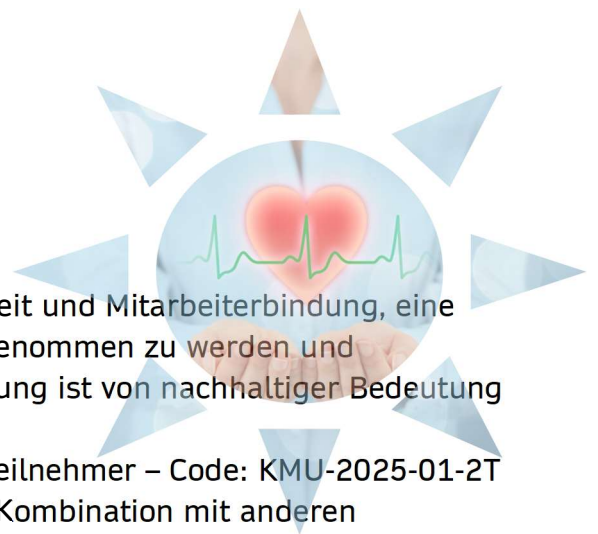 eit und Mitarbeiterbindung, eine
enommen zu werden und
ung ist von nachhaltiger Bedeutung
eilnehmer – Code: KMU-2025-01-2T
Kombination mit anderen